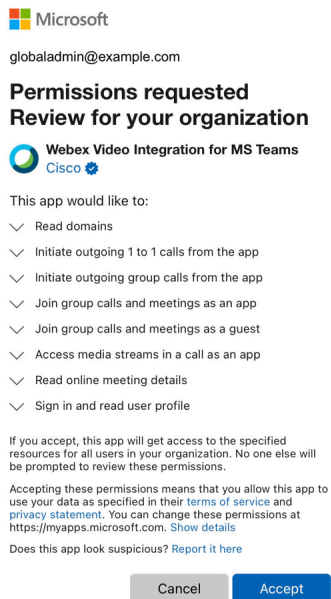 Microsoft
globaladmin@example.com
Permissions requested
Review for your organization
Webex Video Integration for MS Teams
Cisco
This app would like to:
Read domains
Initiate outgoing 1 to 1 calls from the app
Initiate outgoing group calls from the app
Join group calls and meetings as an app
Join group calls and meetings as a guest
Access media streams in a call as an app
Read online meeting details
Sign in and read user profile
If you accept, this app will get access to the specified
resources for all users in your organization. No one else will
be prompted to review these permissions.
Accepting these permissions means that you allow this app to
use your data as specified in their terms of service and
privacy statement. You can change these permissions at
https://myapps.microsoft.com. Show details
Does this app look suspicious? Report it here
Cancel Accept